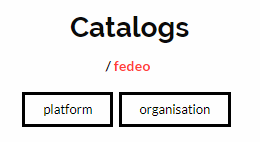 Catalogs
/ fedeo
platform organisation